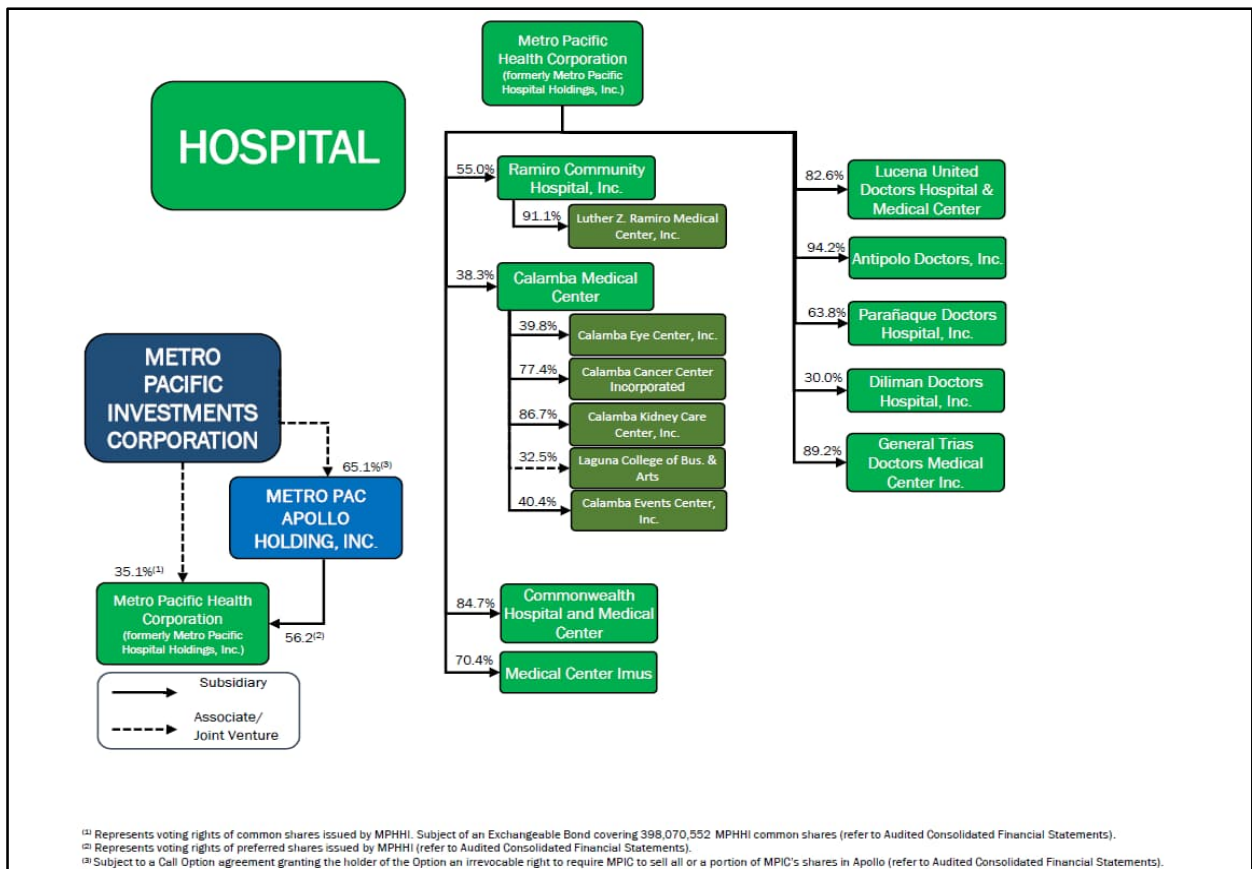 Metro Pacific
Health Corporation
(formerly Metro Pacific
Hospital Holdings, Inc.)
HOSPITAL
55.0%
Ramiro Community
Hospital, Inc.
91.1%
Luther Z. Ramiro Medical
Center, Inc.
38.3%
Calamba Medical
Center
39.8%
Calamba Eye Center, Inc.
77.4%
Calamba Cancer Center
Incorporated
86.7%
Calamba Kidney Care
Center, Inc.
32.5%
Laguna College of Bus. &
Arts
40.4%
Calamba Events Center,
Inc.
84.7%
Commonwealth
Hospital and Medical
Center
70.4%
Medical Center Imus
82.6%
Lucena United
Doctors Hospital &
Medical Center
94.2%
Antipolo Doctors, Inc.
63.8%
Parañaque Doctors
Hospital, Inc.
30.0%
Diliman Doctors
Hospital, Inc.
89.2%
General Trias
Doctors Medical
Center Inc.
METRO
PACIFIC
INVESTMENTS
CORPORATION
65.1%(3)
METRO PAC
APOLLO
HOLDING, INC.
35.1%(1)
Metro Pacific Health
Corporation
(formerly Metro Pacific
Hospital Holdings, Inc.)
56.2(2)
Subsidiary
Associate/
Joint Venture
(1) Represents voting rights of common shares issued by MPHHI. Subject of an Exchangeable Bond covering 398,070,552 MPHHI common shares (refer to Audited Consolidated Financial Statements).
(2) Represents voting rights of preferred shares issued by MPHHI (refer to Audited Consolidated Financial Statements).
(3) Subject to a Call Option agreement granting the holder of the Option an irrevocable right to require MPIC to sell all or a portion of MPIC's shares in Apollo (refer to Audited Consolidated Financial Statements).